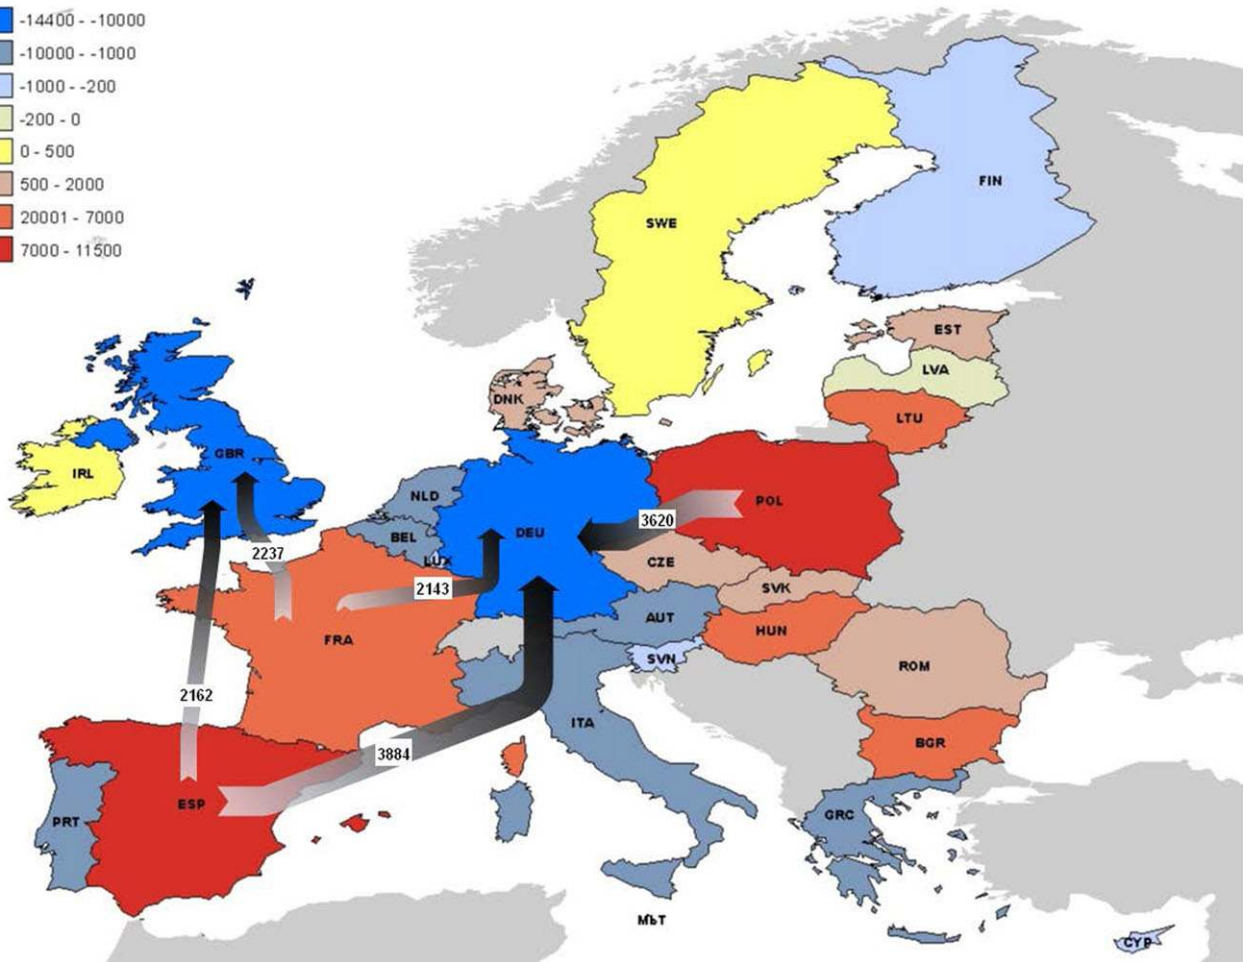 -14400 - -10000
-10000 - -1000
-1000 - -200
-200 - 0
0 - 500
500 - 2000
20001 - 7000
7000 - 11500
FIN
SWE
EST
LVA
DNK
LTU
GBR
IRL
NLD
POL
3620
DEU
BEL
2237
LUX
CZE
2143
SVK
AUT
HUN
FRA
SVN
ROM
2162
ITA
3884
BGR
ESP
PRT
GRC
MLT
CYP